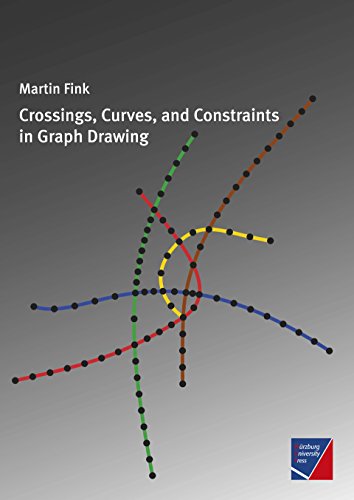 Martin Fink
Crossings, Curves, and Constraints
in Graph Drawing
Würzburg
University
Press